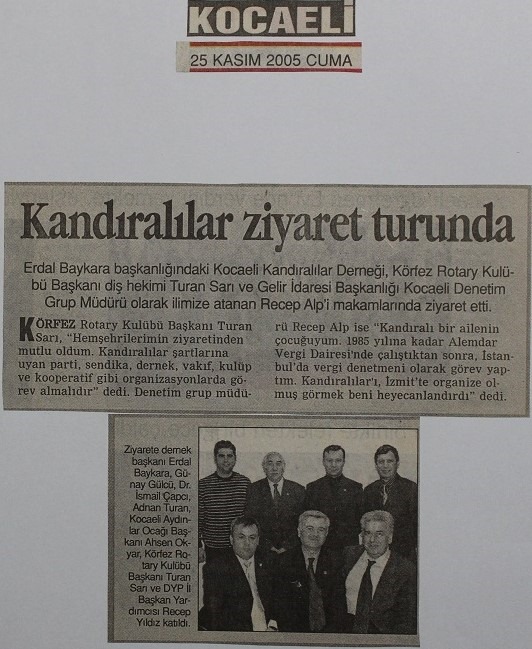 KOCAELİ
25 KASIM 2005 CUMA
Kandıralılar ziyaret turunda
Erdal Baykara başkanlığındaki Kocaeli Kandıralılar Derneği, Körfez Rotary Kulü-
bü Başkanı diş hekimi Turan Sarı ve Gelir İdaresi Başkanlığı Kocaeli Denetim
Grup Müdürü olarak ilimize atanan Recep Alp'i makamlarında ziyaret etti.
KÖRFEZ Rotary Kulübü Başkanı Turan
Sarı, "Hemşehrilerimin ziyaretinden
mutlu oldum. Kandıralılar şartlarına
uyan parti, sendika, dernek, vakıf, kulüp
ve kooperatif gibi organizasyonlarda gö-
rev almalıdır" dedi. Denetim grup müdü-
rü Recep Alp ise "Kandıralı bir ailenin
çocuğuyum. 1985 yılına kadar Alemdar
Vergi Dairesi'nde çalıştıktan sonra, İstan-
bul'da vergi denetmeni olarak görev yap-
tım. Kandıralılar'ı, İzmit'te organize ol-
muş görmek beni heyecanlandırdı" dedi.
Ziyarete dernek
başkanı Erdal
Baykara, Gü-
nay Gülcü, Dr.
İsmail Çapcı,
Adnan Turan,
Kocaeli Aydın-
lar Ocağı Baş-
kanı Ahsen Ok-
yar, Körfez Ro-
tary Kulübü
Başkanı Turan
Sarı ve DYP İl
Başkan Yar-
dımcısı Recep
Yıldız katıldı.